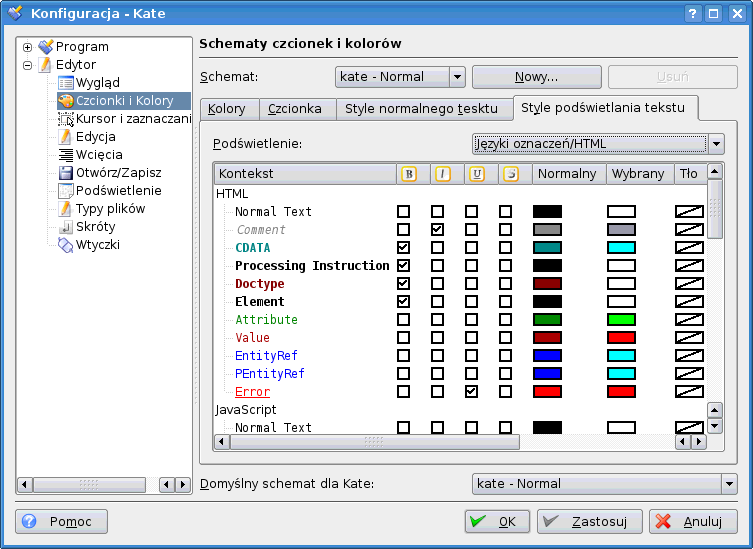 Konfiguracja - Kate
Program
Edytor
Wygląd
Czcionki i Kolory
Kursor i zaznaczani
Edycja
Wcięcia
Otwórz/Zapisz
Podświetlenie
Typy plików
Skróty
Wtyczki
Schematy czcionek i kolorów
Schemat: kate - Normal Nowy... Usuń
Kolory Czcionka Style normalnego tesktu Style podświetlania tekstu
Podświetlenie: Języki oznaczeń/HTML
Kontekst B I U S Normalny Wybrany Tło
HTML
Normal Text
Comment
CDATA
Processing Instruction
Doctype
Element
Attribute
Value
EntityRef
PEntityRef
Error
JavaScript
Normal Text
Domyślny schemat dla Kate: kate - Normal
Pomoc OK Zastosuj Anuluj